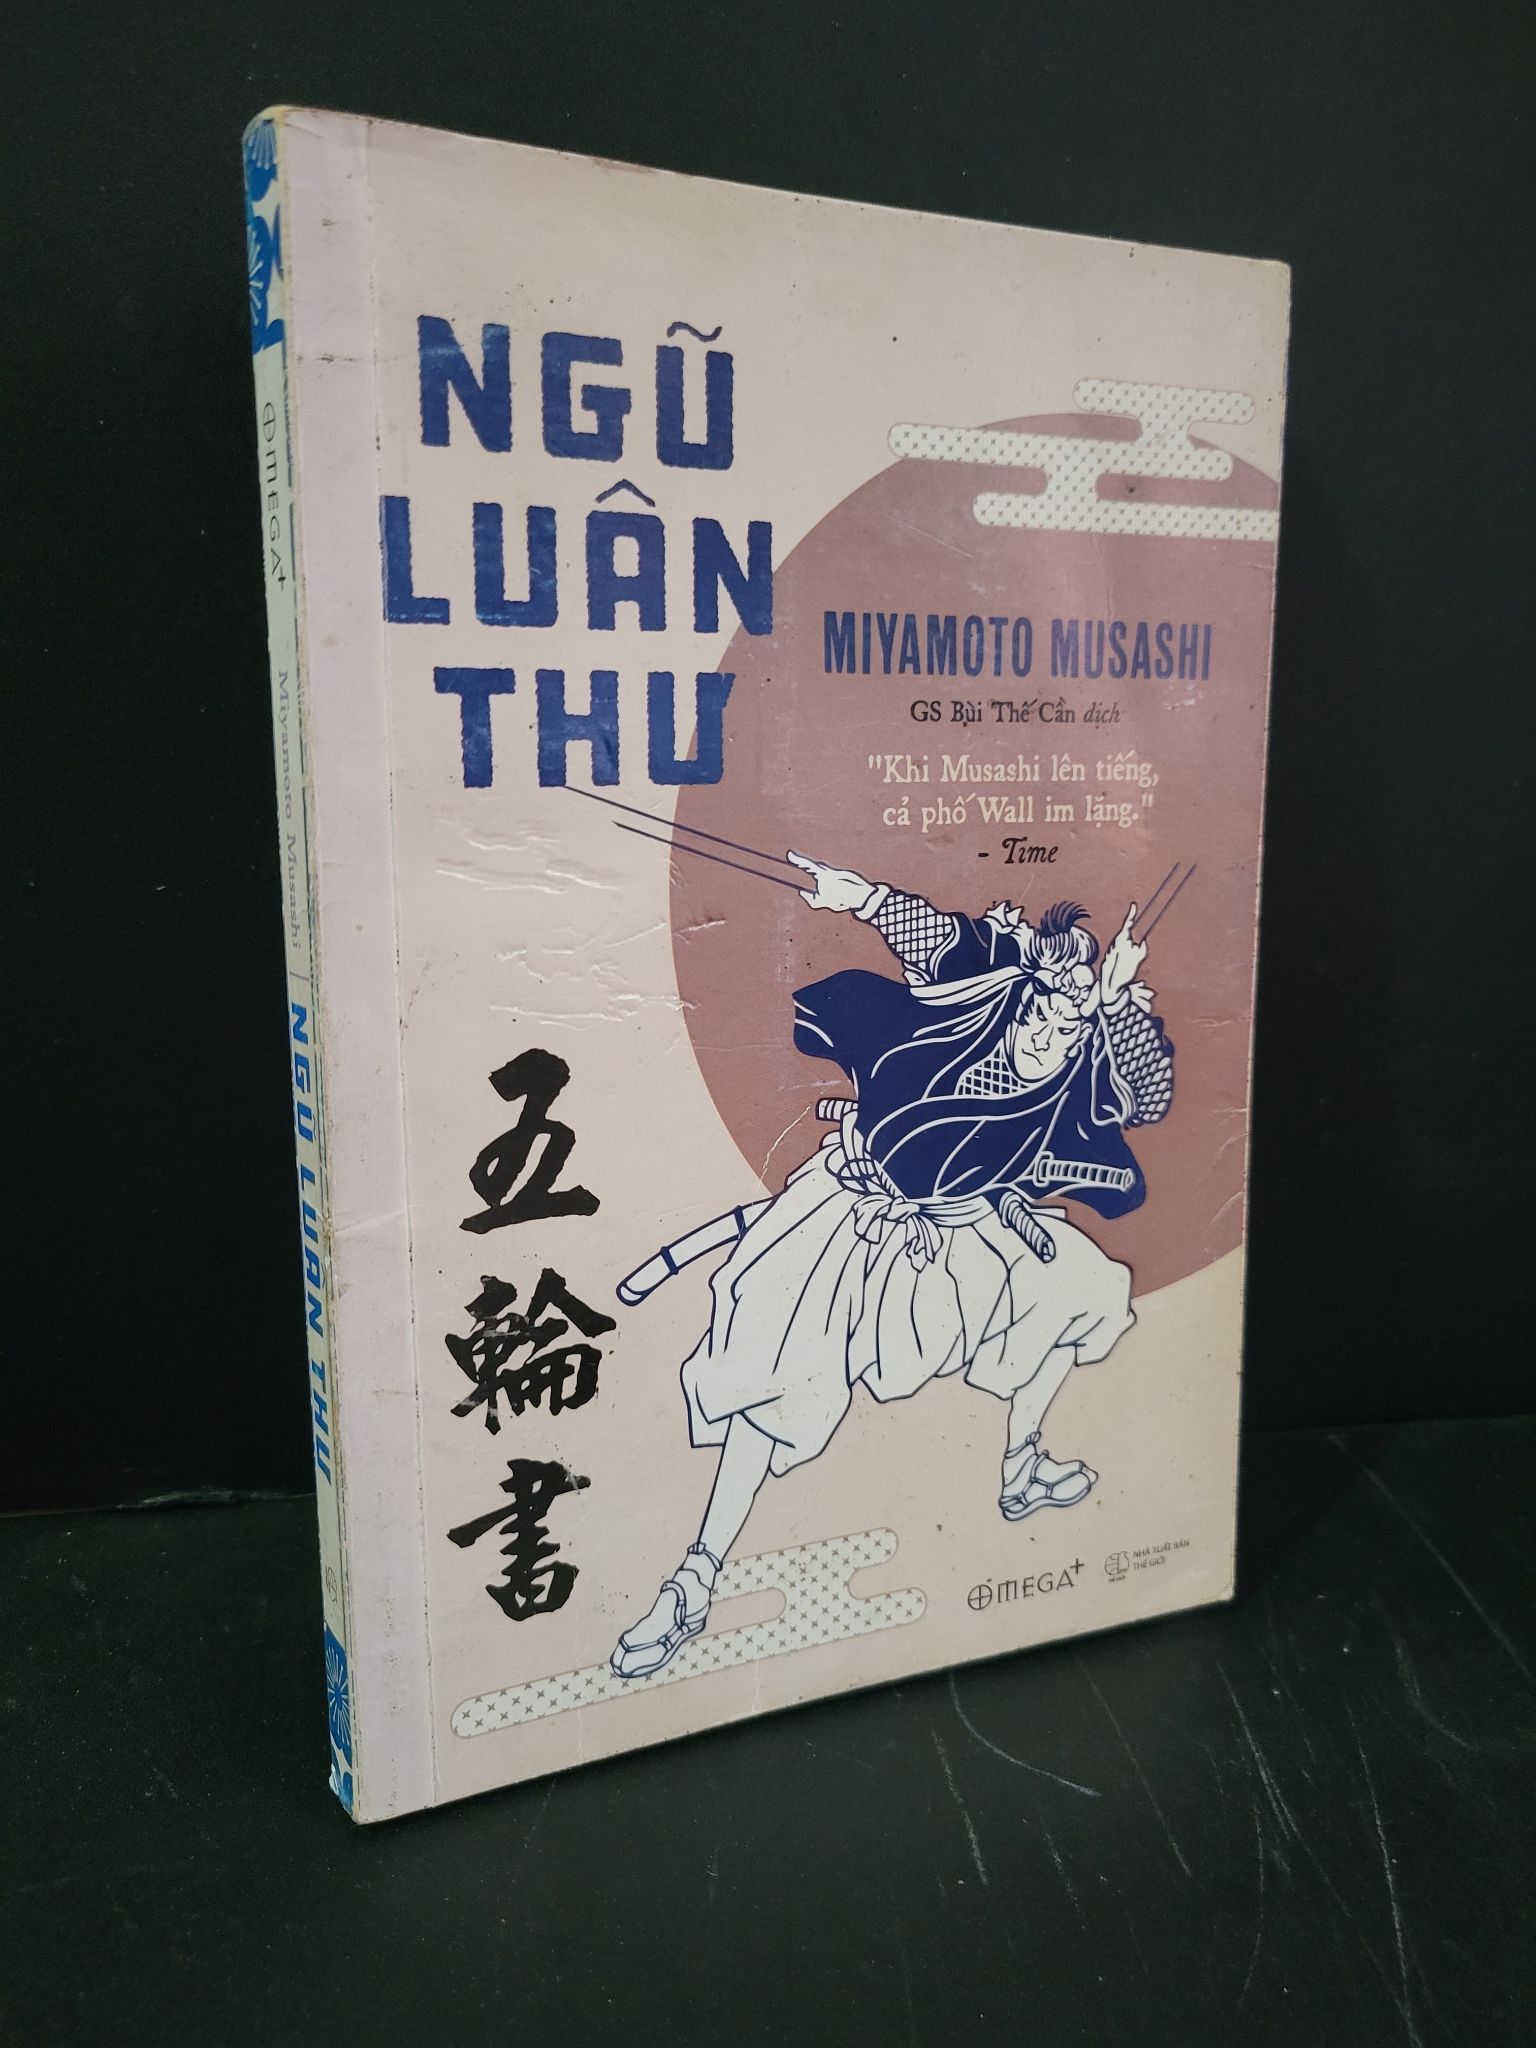 NGŨ
LUÂN
THƯ
MIYAMOTO MUSASHI
GS Bùi Thế Cần dịch
"Khi Musashi lên tiếng,
cả phố Wall im lặng."
- Time
五
輪
書
OMEGA+
NHÀ XUẤT BẢN
THẾ GIỚI
OMEGA+
Miyamoto Musashi | NGŨ LUÂN THƯ